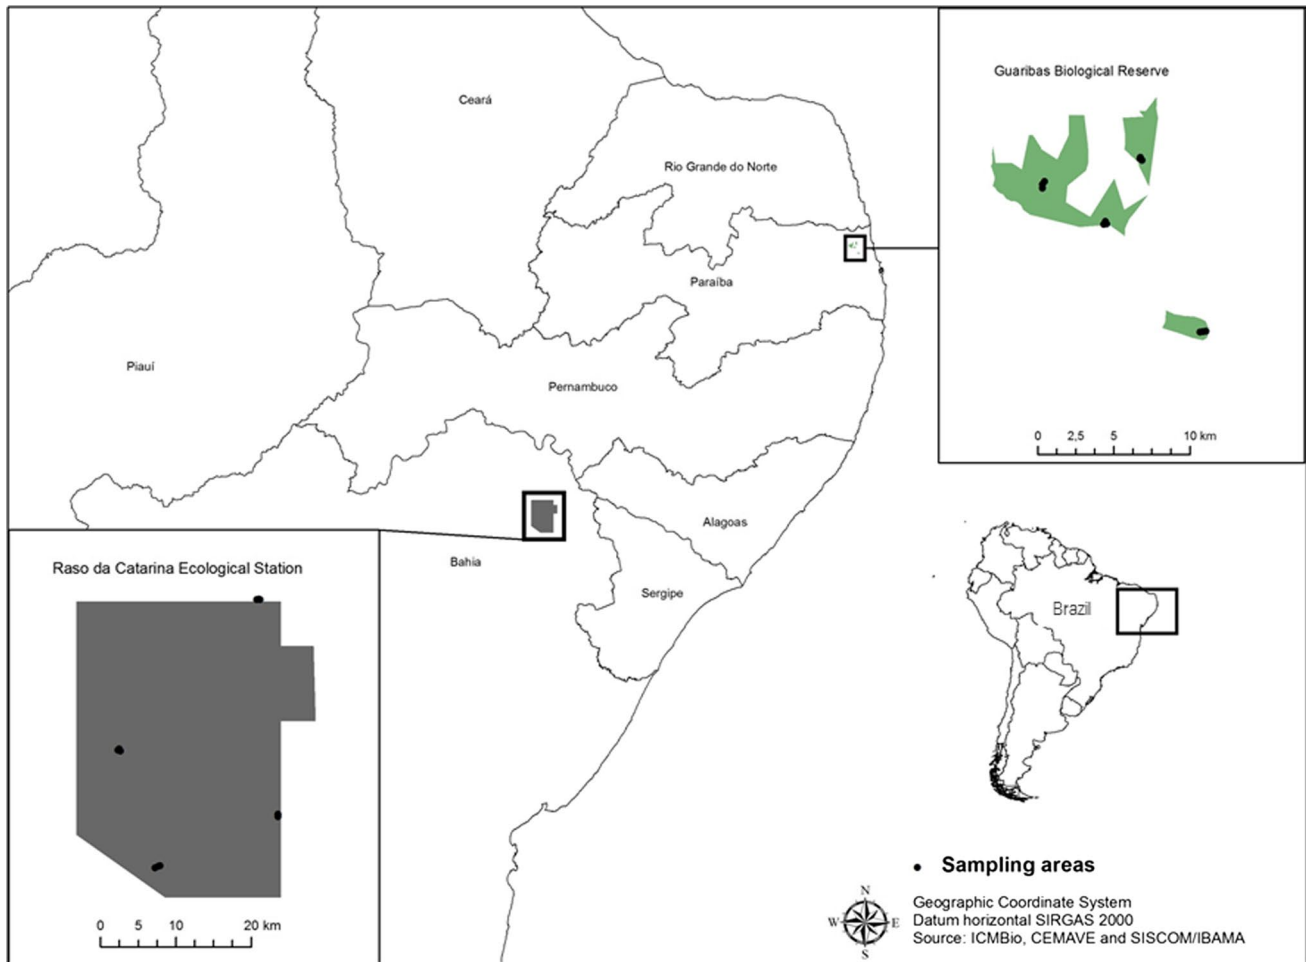 Guaribas Biological Reserve
Ceará
Rio Grande do Norte
Paraíba
Piauí
Pernambuco
0 2,5 5 10 km
Alagoas
Bahia
Sergipe
Raso da Catarina Ecological Station
Brazil
0 5 10 20 km
Sampling areas
N
W E
S
Geographic Coordinate System
Datum horizontal SIRGAS 2000
Source: ICMBio, CEMAVE and SISCOM/IBAMA